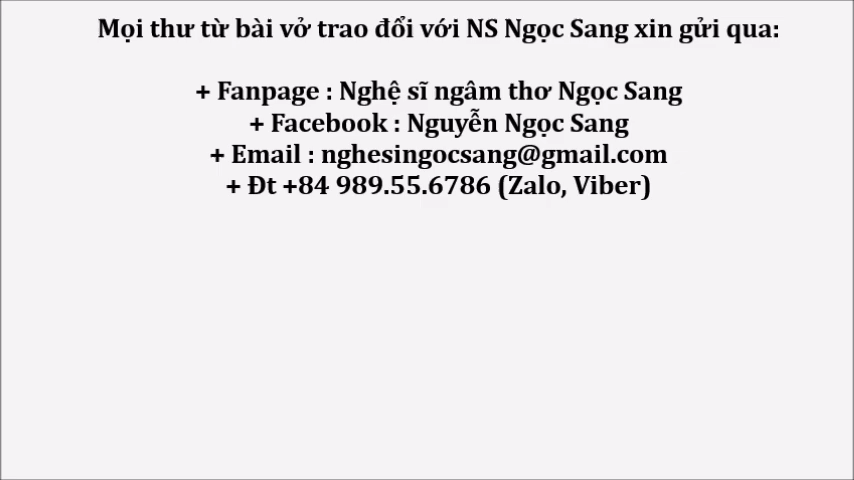 Mọi thư từ bài vở trao đổi với NS Ngọc Sang xin gửi qua:
+ Fanpage : Nghệ sĩ ngâm thơ Ngọc Sang
+ Facebook : Nguyễn Ngọc Sang
+ Email : nghesingocsang@gmail.com
+ Đt +84 989.55.6786 (Zalo, Viber)